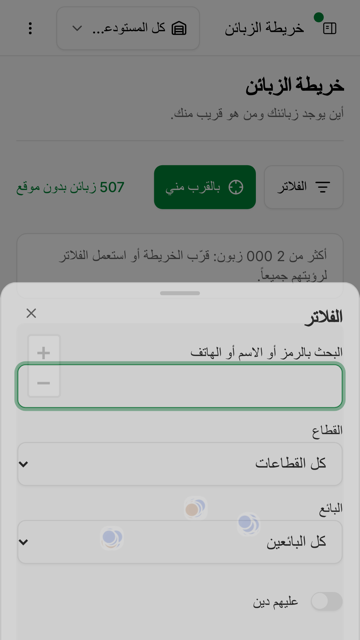 خريطة الزبائن
كل المستودعـ...
خريطة الزبائن
أين يوجد زبائنك ومن هو قريب منك.
الفلاتر
بالقرب مني
507 زبائن بدون موقع
أكثر من 2 000 زبون: قرّب الخريطة أو استعمل الفلاتر
لرؤيتهم جميعاً.
الفلاتر
البحث بالرمز أو الاسم أو الهاتف
القطاع
كل القطاعات
البائع
كل البائعين
عليهم دين